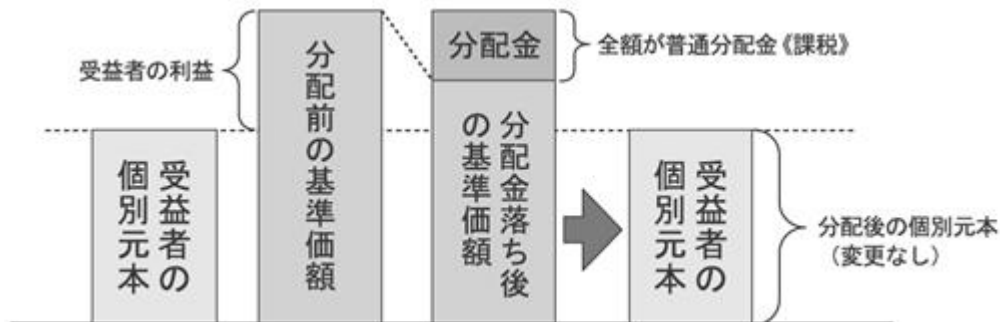 受益者の利益
受益者の
個別元本
分配前の基準価額
分配金
全額が普通分配金《課税》
分配金落ち後
の基準価額
受益者の
個別元本
分配後の個別元本
（変更なし）